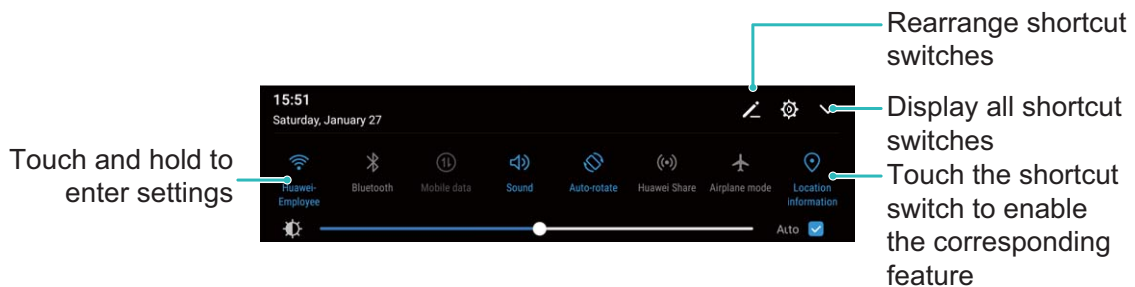 Rearrange shortcut
switches
15:51
Saturday, January 27
Display all shortcut
switches
Touch and hold to
enter settings
Huawei-
Employee
Bluetooth
Mobile data
Sound
Auto-rotate
Huawei Share
Airplane mode
Location
information
Touch the shortcut
switch to enable
the corresponding
feature
Auto